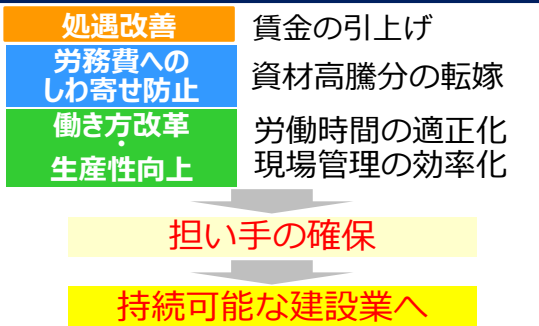 処遇改善
賃金の引上げ
労務費への
しわ寄せ防止
資材高騰分の転嫁
働き方改革
・
生産性向上
労働時間の適正化
現場管理の効率化
担い手の確保
持続可能な建設業へ